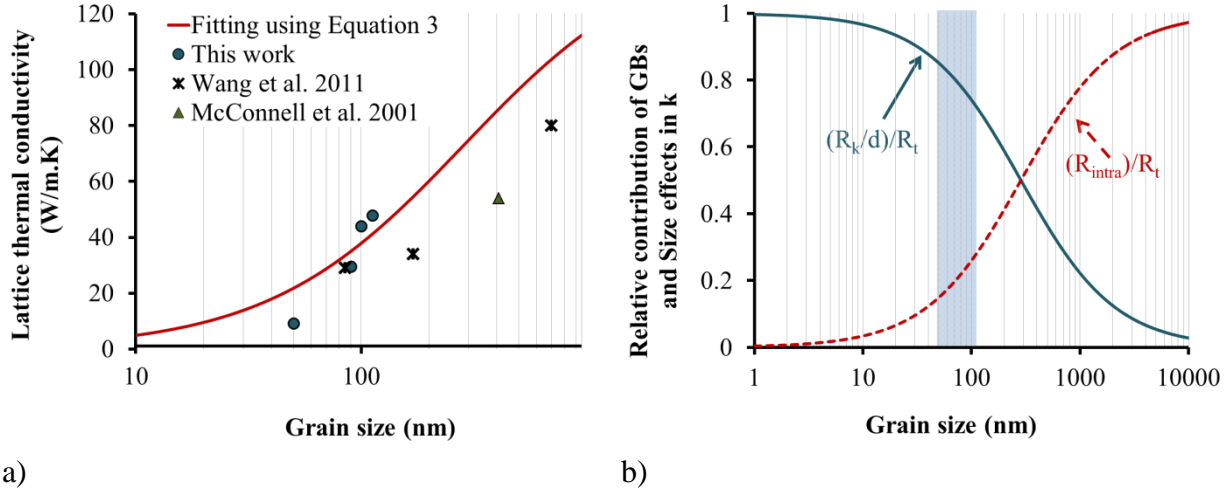 Lattice thermal conductivity
(W/m.K)
120
100
80
60
40
20
0
Fitting using Equation 3
This work
Wang et al. 2011
McConnell et al. 2001
10
100
Grain size (nm)
a)
Relative contribution of GBs
and Size effects in k
1
0.8
0.6
0.4
0.2
0
(Rk/d)/Rt
(Rintra)/Rt
1
10
100
1000
10000
Grain size (nm)
b)